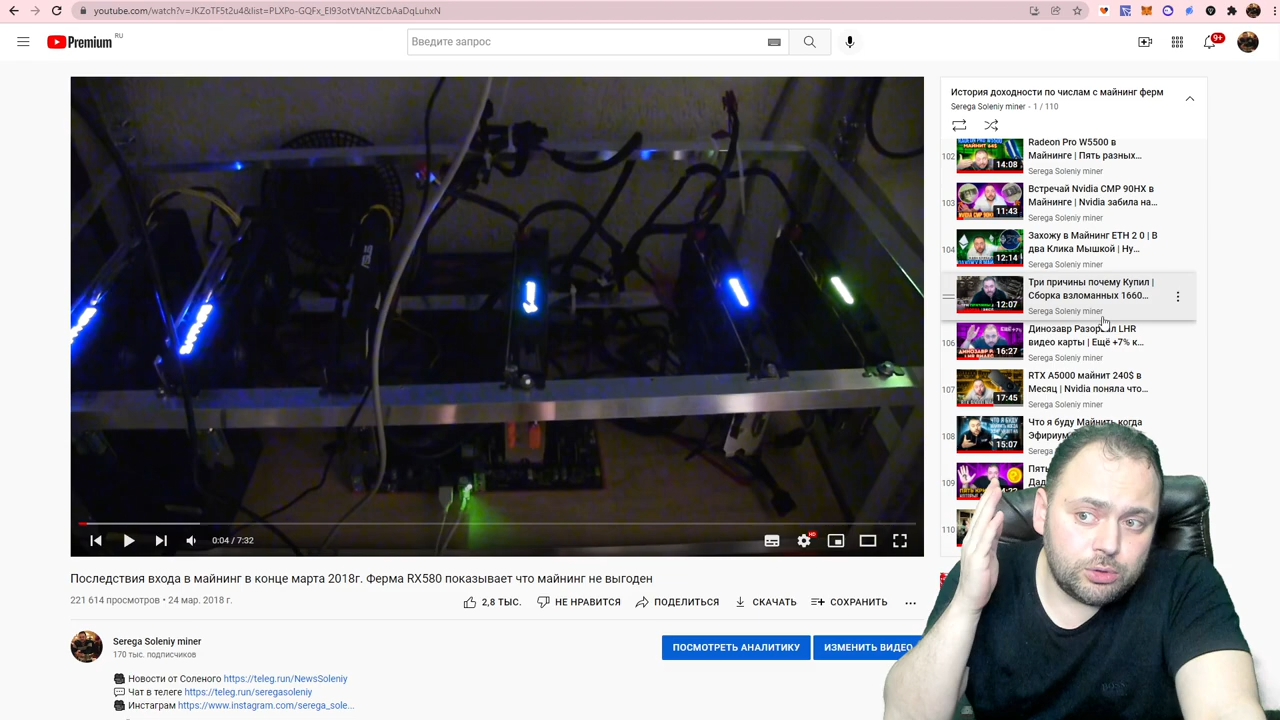 youtube.com/watch?v=JKZoTF5t2u4&list=PLXPo-GQFx_El93otVtANtZCbAaDqLuhxN
Premium
RU
Введите запрос
9+
История доходности по числам с майнинг ферм
Serega Soleniy miner - 1 / 110
102
14:08
Radeon Pro W5500 в
Майнинге | Пять разных...
Serega Soleniy miner
103
11:43
Встречай Nvidia CMP 90HX в
Майнинге | Nvidia забила на...
Serega Soleniy miner
104
12:14
Захожу в Майнинг ETH 2 0 | В
два Клика Мышкой | Ну...
Serega Soleniy miner
12:07
Три причины почему Купил |
Сборка взломанных 1660...
Serega Soleniy miner
106
16:27
Динозавр Разорвал LHR
видео карты | Ещё +7% к...
Serega Soleniy miner
107
17:45
RTX A5000 майнит 240$ в
Месяц | Nvidia поняла что...
Serega Soleniy miner
108
15:07
Что я буду Майнить когда
109
110
0:04 / 7:32
HD
Последствия входа в майнинг в конце марта 2018г. Ферма RX580 показывает что майнинг не выгоден
221 614 просмотров • 24 мар. 2018 г.
2,8 ТЫС.
НЕ НРАВИТСЯ
ПОДЕЛИТЬСЯ
СКАЧАТЬ
СОХРАНИТЬ
Serega Soleniy miner
170 тыс. подписчиков
ПОСМОТРЕТЬ АНАЛИТИКУ
ИЗМЕНИТЬ ВИДЕО
Новости от Соленого https://teleg.run/NewsSoleniy
Чат в телеге https://teleg.run/seregasoleniy
Инстаграм https://www.instagram.com/serega_sole...
BOSS